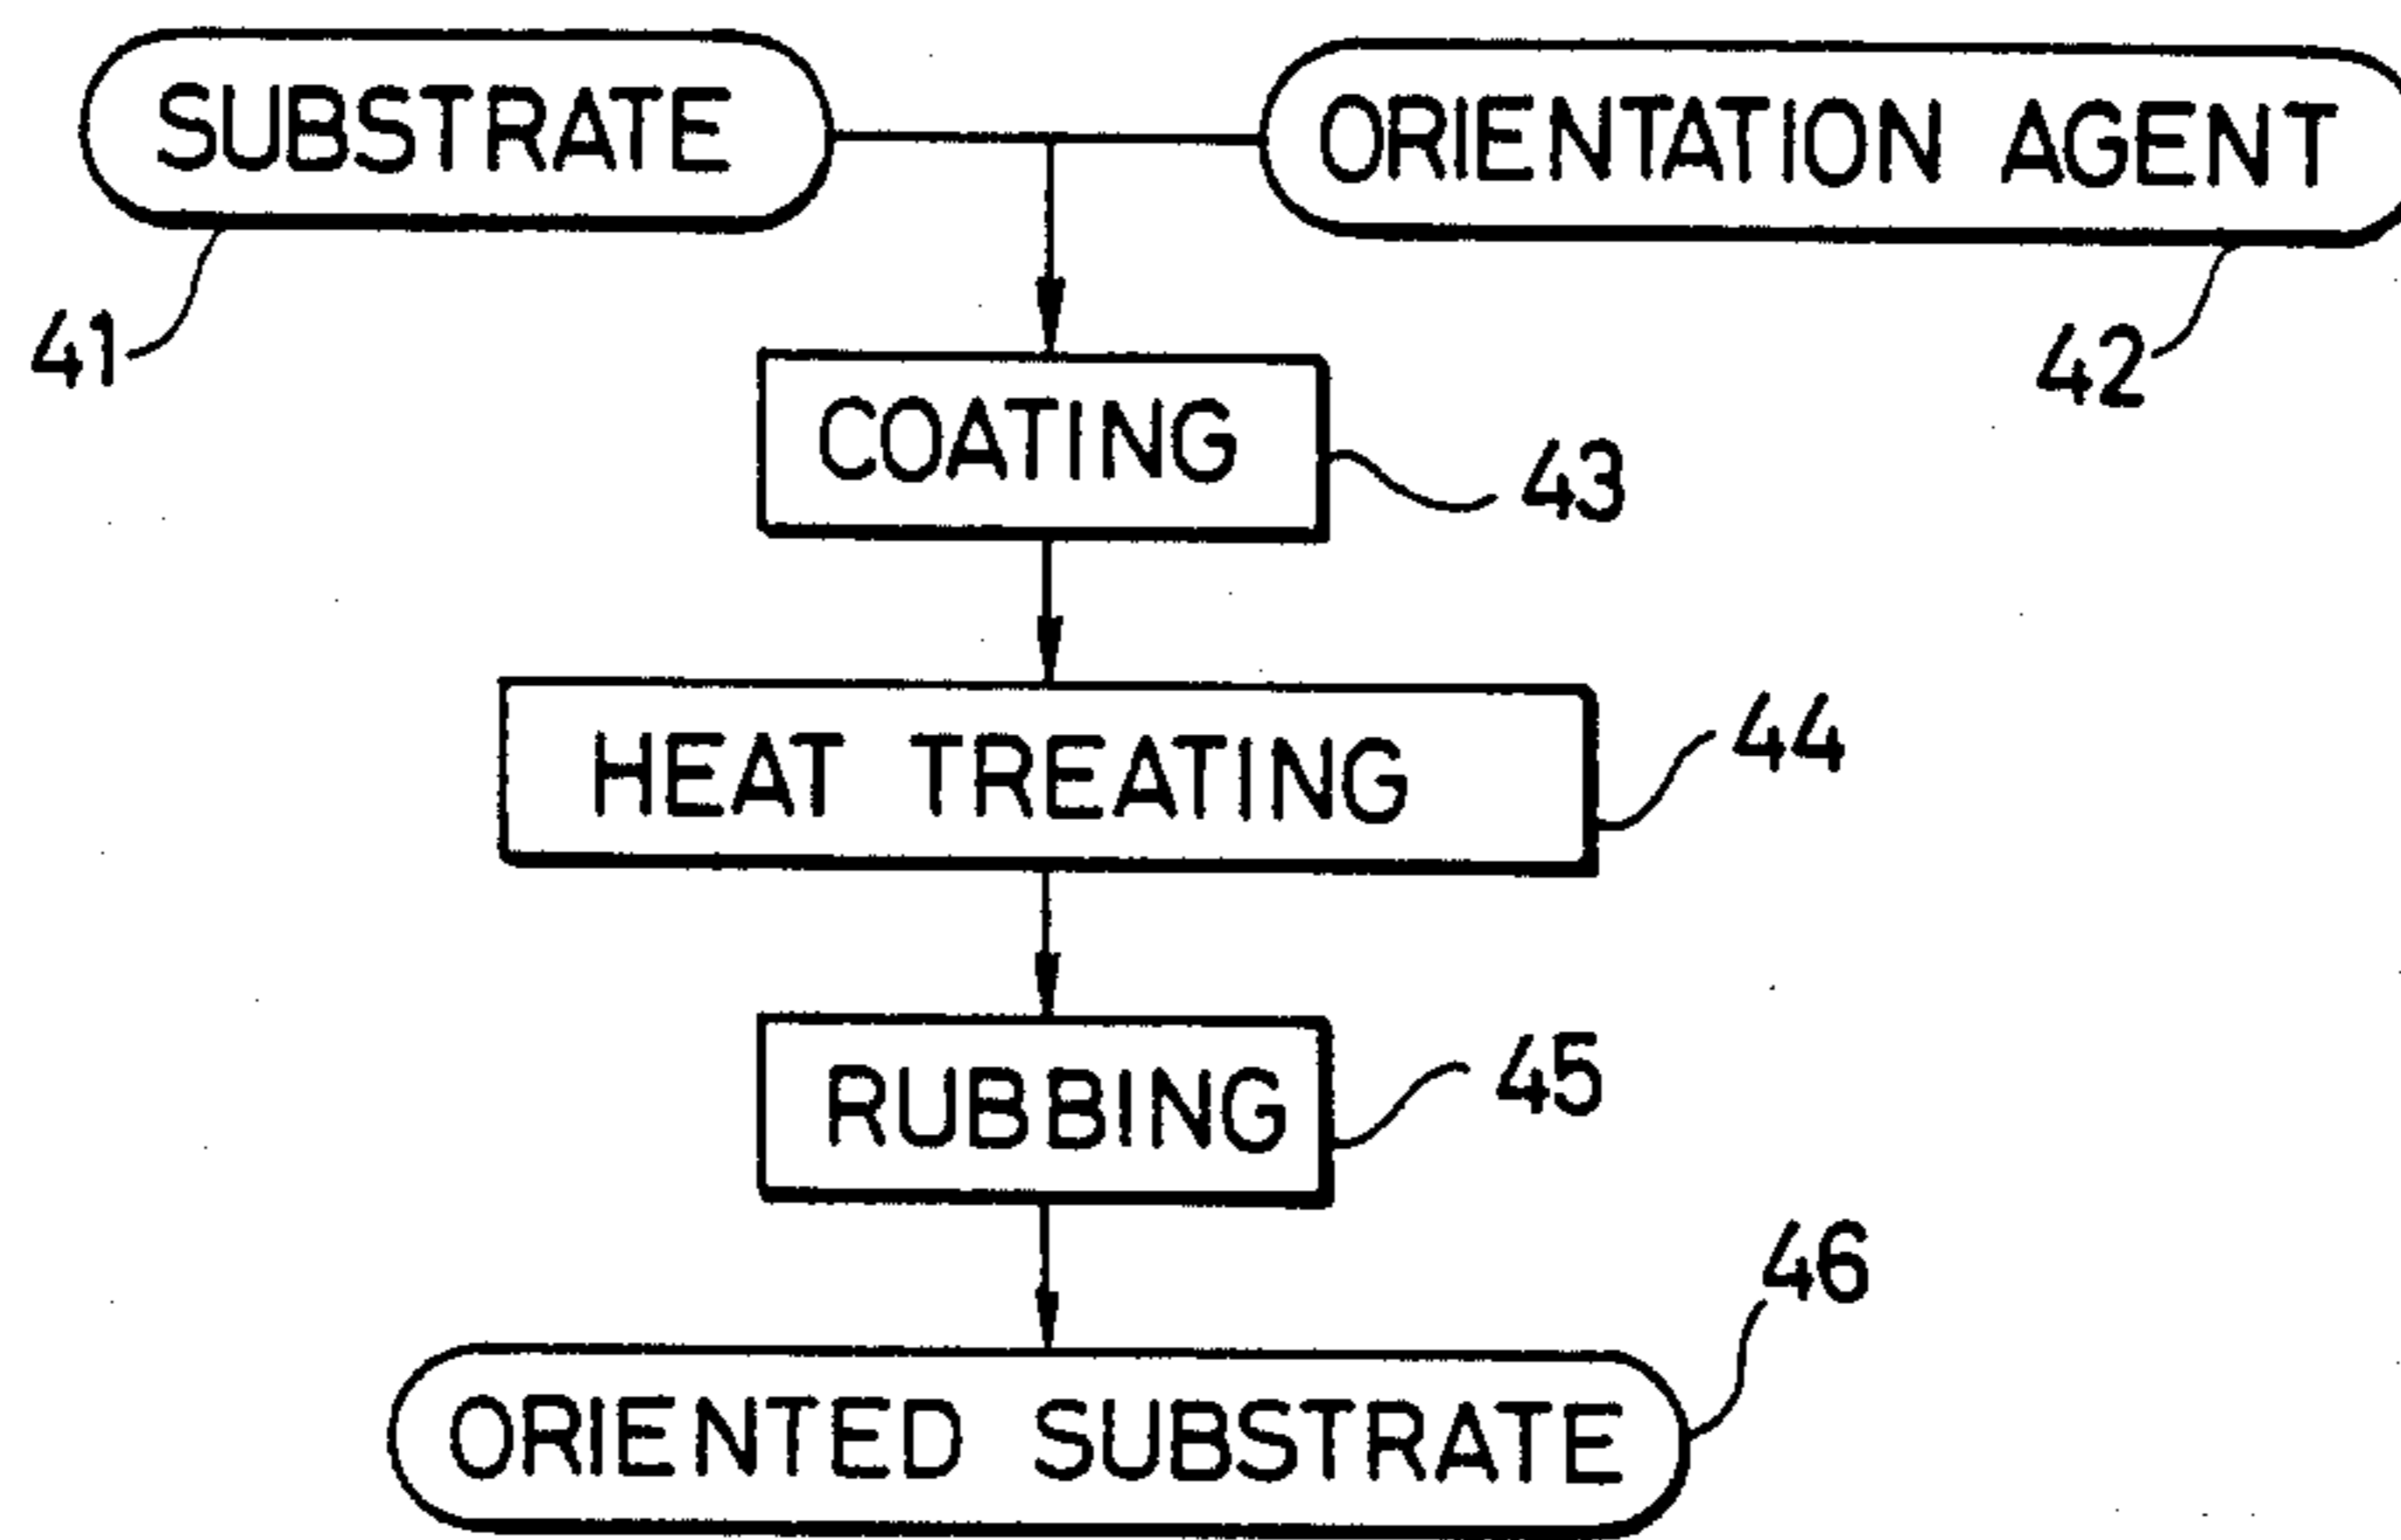 SUBSTRATE
ORIENTATION AGENT
41
42
COATING
43
HEAT TREATING
44
RUBBING
45
46
ORIENTED SUBSTRATE